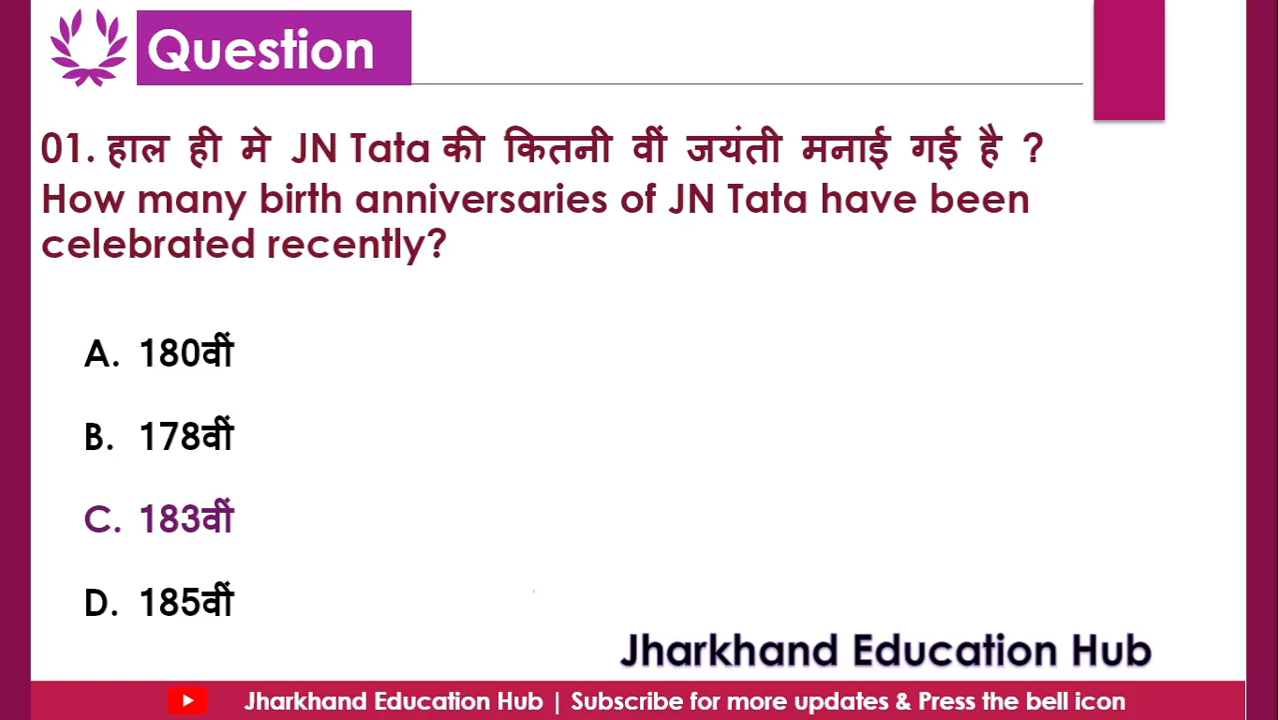 Question
01. हाल ही मे JN Tata की कितनी वीं जयंती मनाई गई है ?
How many birth anniversaries of JN Tata have been
celebrated recently?
A. 180वीं
B. 178वीं
C. 183वीं
D. 185वीं
Jharkhand Education Hub
Jharkhand Education Hub | Subscribe for more updates & Press the bell icon